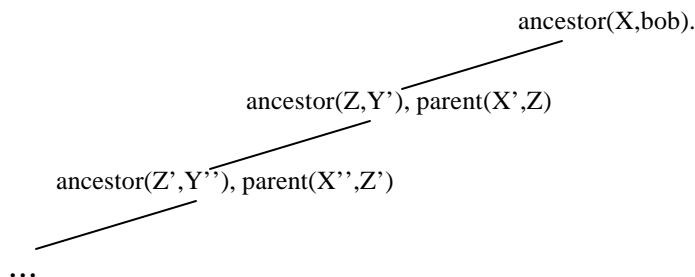 ancestor(X,bob).
ancestor(Z,Y’), parent(X’,Z)
ancestor(Z’,Y’’), parent(X’’,Z’)
...